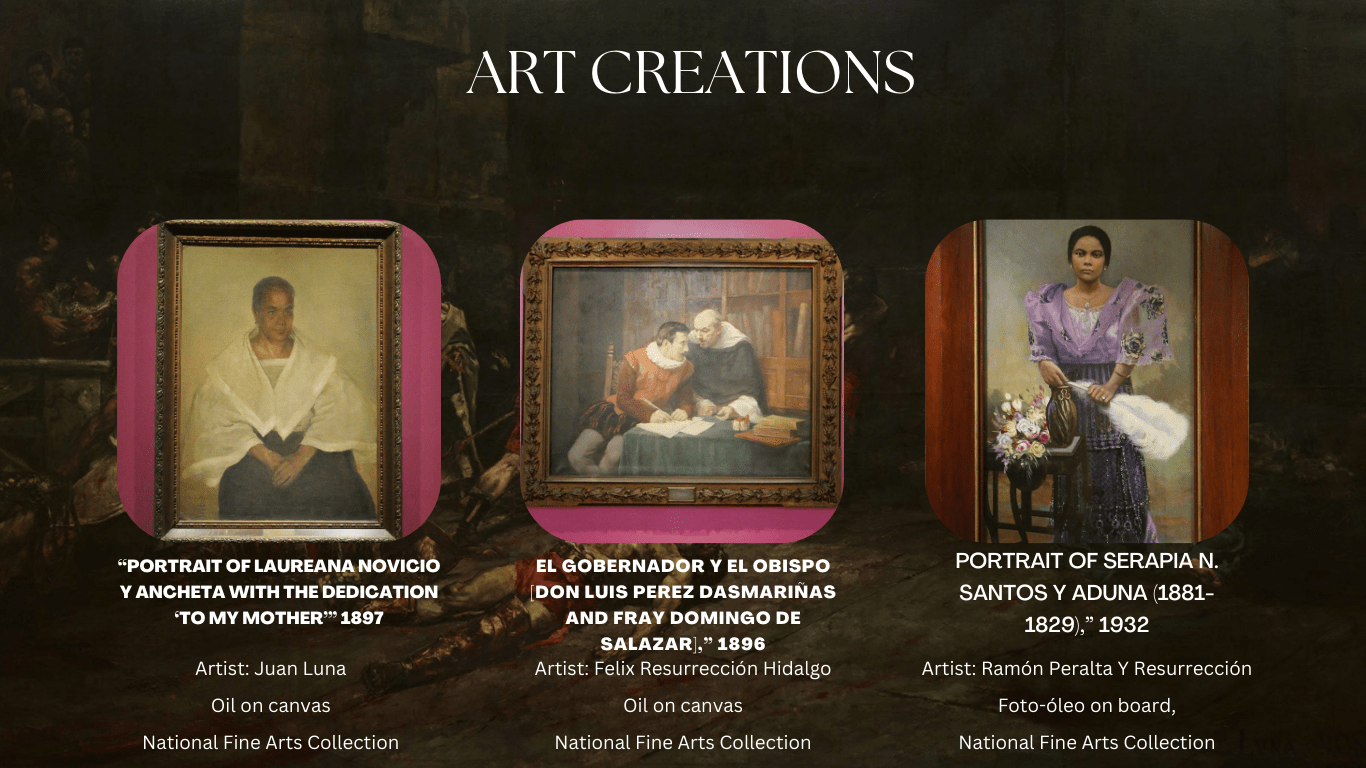 ART CREATIONS
“PORTRAIT OF LAUREANA NOVICIO
Y ANCHETA WITH THE DEDICATION
‘TO MY MOTHER’” 1897
Artist: Juan Luna
Oil on canvas
National Fine Arts Collection
EL GOBERNADOR Y EL OBISPO
[DON LUIS PEREZ DASMARIÑAS
AND FRAY DOMINGO DE
SALAZAR],” 1896
Artist: Felix Resurrección Hidalgo
Oil on canvas
National Fine Arts Collection
PORTRAIT OF SERAPIA N.
SANTOS Y ADUNA (1881-
1829),” 1932
Artist: Ramón Peralta Y Resurrección
Foto-óleo on board,
National Fine Arts Collection